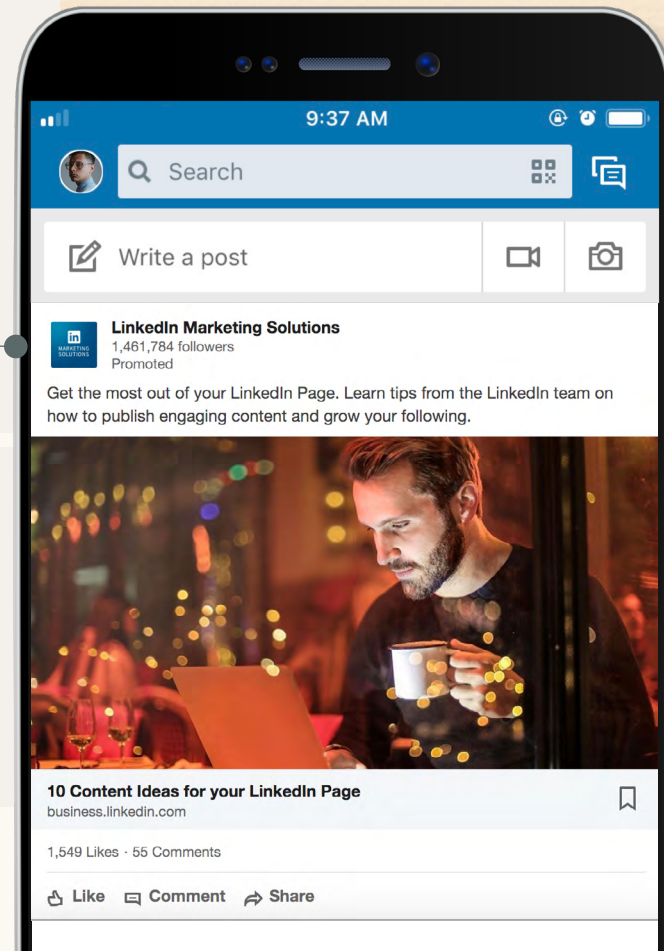 9:37 AM
Search
Write a post
in
MARKETING
SOLUTIONS
LinkedIn Marketing Solutions
1,461,784 followers
Promoted
Get the most out of your LinkedIn Page. Learn tips from the LinkedIn team on
how to publish engaging content and grow your following.
10 Content Ideas for your LinkedIn Page
business.linkedin.com
1,549 Likes · 55 Comments
Like Comment Share